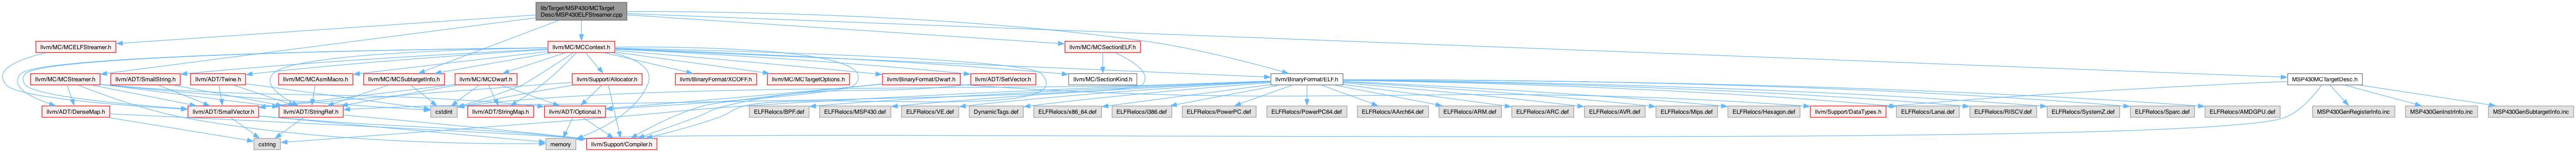 lib/Target/MSP430/MCTarget
Desc/MSP430ELFStreamer.cpp
llvm/MC/MCELFStreamer.h
llvm/MC/MCContext.h
llvm/MC/MCSectionELF.h
llvm/MC/MCStreamer.h
llvm/ADT/SmallString.h
llvm/ADT/Twine.h
llvm/MC/MCAsmMacro.h
llvm/MC/MCSubtargetInfo.h
llvm/MC/MCDwarf.h
llvm/Support/Allocator.h
llvm/BinaryFormat/XCOFF.h
llvm/MC/MCTargetOptions.h
llvm/BinaryFormat/Dwarf.h
llvm/ADT/SetVector.h
llvm/MC/SectionKind.h
llvm/BinaryFormat/ELF.h
MSP430MCTargetDesc.h
llvm/ADT/DenseMap.h
llvm/ADT/SmallVector.h
llvm/ADT/StringRef.h
cstdint
llvm/ADT/StringMap.h
llvm/ADT/Optional.h
ELFRelocs/BPF.def
ELFRelocs/MSP430.def
ELFRelocs/VE.def
DynamicTags.def
ELFRelocs/x86_64.def
ELFRelocs/i386.def
ELFRelocs/PowerPC.def
ELFRelocs/PowerPC64.def
ELFRelocs/AArch64.def
ELFRelocs/ARM.def
ELFRelocs/ARC.def
ELFRelocs/AVR.def
ELFRelocs/Mips.def
ELFRelocs/Hexagon.def
llvm/Support/DataTypes.h
ELFRelocs/Lanai.def
ELFRelocs/RISCV.def
ELFRelocs/SystemZ.def
ELFRelocs/Sparc.def
ELFRelocs/AMDGPU.def
MSP430GenRegisterInfo.inc
MSP430GenInstrInfo.inc
MSP430GenSubtargetInfo.inc
cstring
memory
llvm/Support/Compiler.h